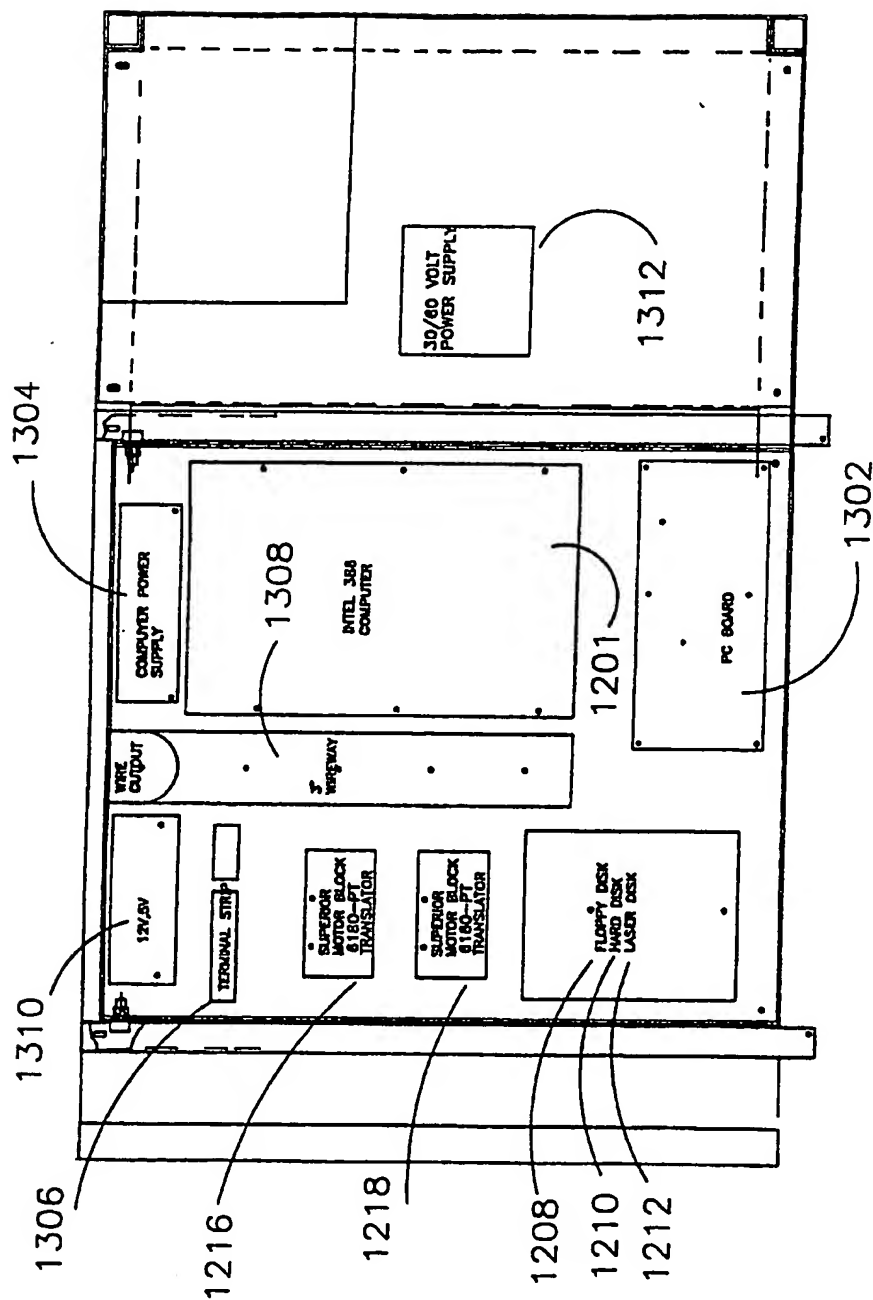 1310
1306
1216
1218
1208
1210
1212
12V,5V
TERMINAL STRIP
SUPERIOR
MOTOR BLOCK
6180-PT
TRANSLATOR
SUPERIOR
MOTOR BLOCK
6180-PT
TRANSLATOR
FLOPPY DISK
HARD DISK
LASER DISK
WIRE
CUTOUT
3"
WIREWAY
1308
COMPUYER POWER
SUPPLY
1304
INTEL 388
COMPUTER
1201
PC BOARD
1302
30/60 VOLT
POWER SUPPLY
1312